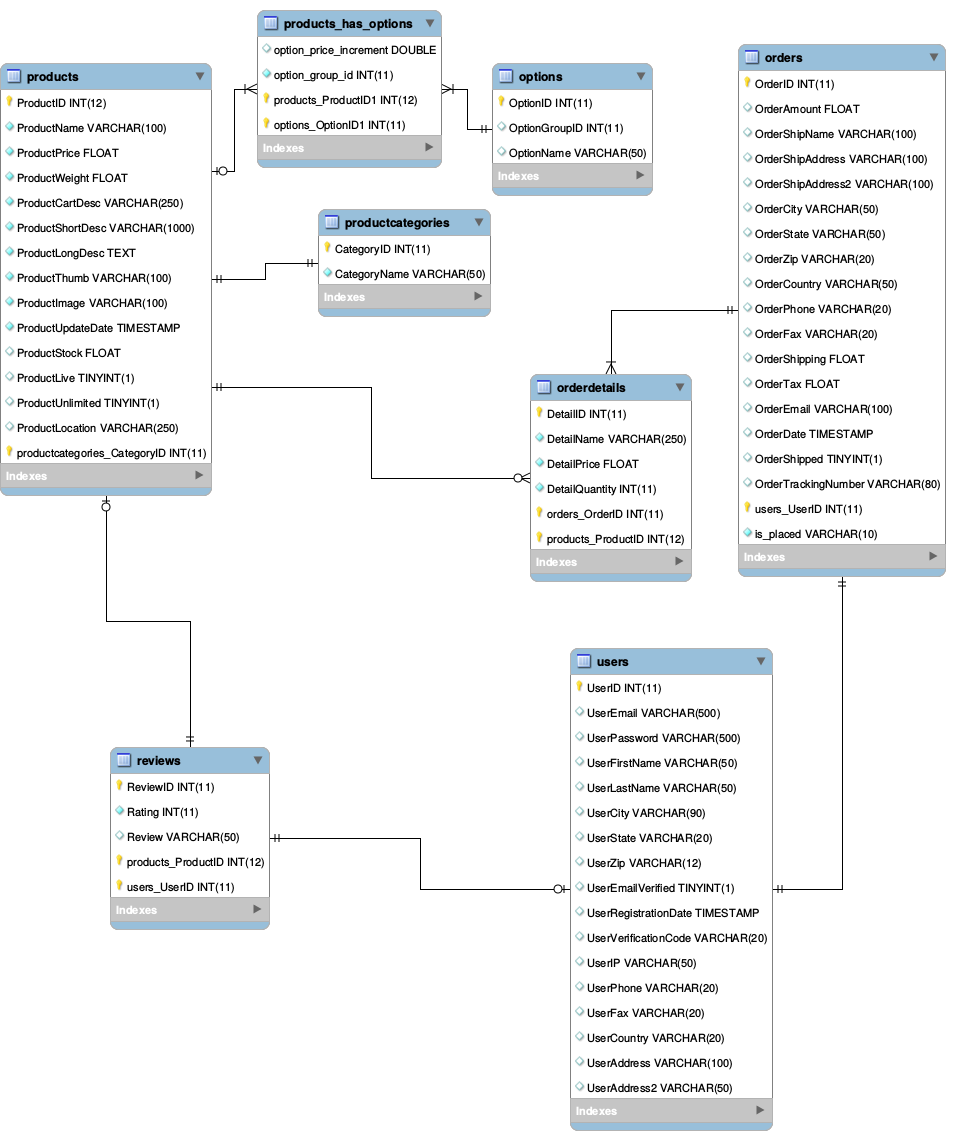 products_has_options
option_price_increment DOUBLE
option_group_id INT(11)
products_ProductID1 INT(12)
options_OptionID1 INT(11)
Indexes
products
ProductID INT(12)
ProductName VARCHAR(100)
ProductPrice FLOAT
ProductWeight FLOAT
ProductCartDesc VARCHAR(250)
ProductShortDesc VARCHAR(1000)
ProductLongDesc TEXT
ProductThumb VARCHAR(100)
ProductImage VARCHAR(100)
ProductUpdateDate TIMESTAMP
ProductStock FLOAT
ProductLive TINYINT(1)
ProductUnlimited TINYINT(1)
ProductLocation VARCHAR(250)
productcategories_CategoryID INT(11)
Indexes
options
OptionID INT(11)
OptionGroupID INT(11)
OptionName VARCHAR(50)
Indexes
productcategories
CategoryID INT(11)
CategoryName VARCHAR(50)
Indexes
orders
OrderID INT(11)
OrderAmount FLOAT
OrderShipName VARCHAR(100)
OrderShipAddress VARCHAR(100)
OrderShipAddress2 VARCHAR(100)
OrderCity VARCHAR(50)
OrderState VARCHAR(50)
OrderZip VARCHAR(20)
OrderCountry VARCHAR(50)
OrderPhone VARCHAR(20)
OrderFax VARCHAR(20)
OrderShipping FLOAT
OrderTax FLOAT
OrderEmail VARCHAR(100)
OrderDate TIMESTAMP
OrderShipped TINYINT(1)
OrderTrackingNumber VARCHAR(80)
users_UserID INT(11)
is_placed VARCHAR(10)
Indexes
orderdetails
DetailID INT(11)
DetailName VARCHAR(250)
DetailPrice FLOAT
DetailQuantity INT(11)
orders_OrderID INT(11)
products_ProductID INT(12)
Indexes
users
UserID INT(11)
UserEmail VARCHAR(500)
UserPassword VARCHAR(500)
UserFirstName VARCHAR(50)
UserLastName VARCHAR(50)
UserCity VARCHAR(90)
UserState VARCHAR(20)
UserZip VARCHAR(12)
UserEmailVerified TINYINT(1)
UserRegistrationDate TIMESTAMP
UserVerificationCode VARCHAR(20)
UserIP VARCHAR(50)
UserPhone VARCHAR(20)
UserFax VARCHAR(20)
UserCountry VARCHAR(20)
UserAddress VARCHAR(100)
UserAddress2 VARCHAR(50)
Indexes
reviews
ReviewID INT(11)
Rating INT(11)
Review VARCHAR(50)
products_ProductID INT(12)
users_UserID INT(11)
Indexes